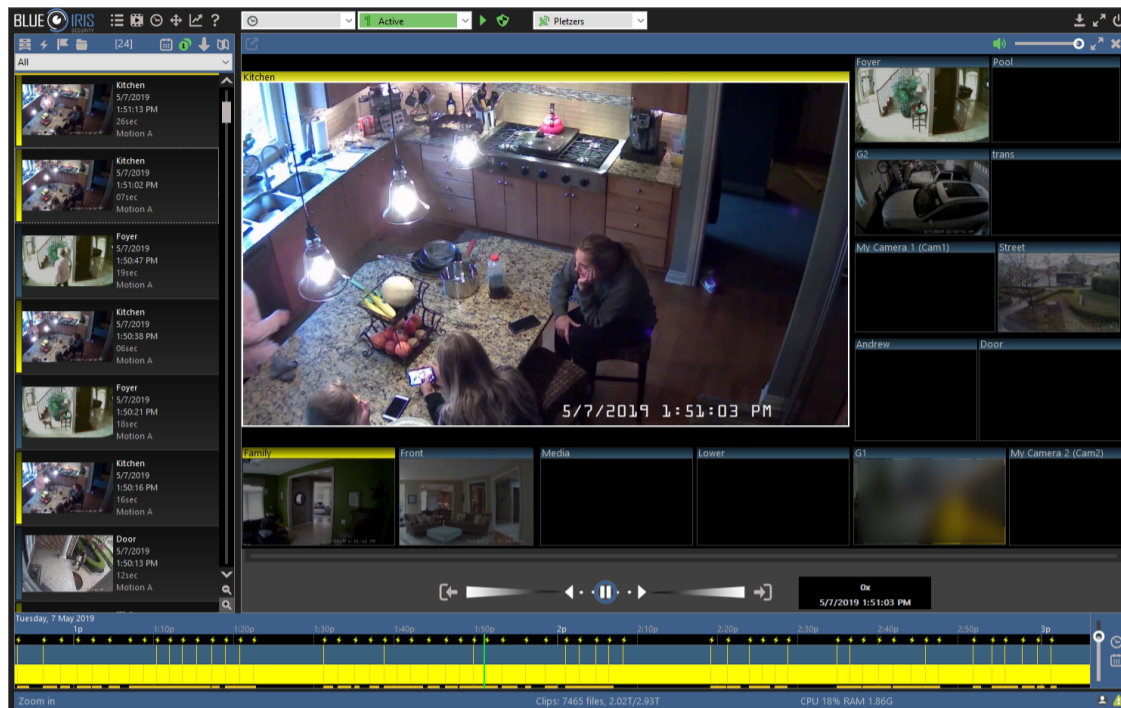 BLUE IRIS
SECURITY
?
Active
Pletzers
[24]
1
All
Kitchen
5/7/2019
1:51:13 PM
26sec
Motion A
Kitchen
5/7/2019
1:51:02 PM
07sec
Motion A
Foyer
5/7/2019
1:50:47 PM
19sec
Motion A
Kitchen
5/7/2019
1:50:38 PM
06sec
Motion A
Foyer
5/7/2019
1:50:21 PM
18sec
Motion A
Kitchen
5/7/2019
1:50:16 PM
16sec
Motion A
Door
5/7/2019
1:50:13 PM
12sec
Motion A
Kitchen
5/7/2019 1:51:03 PM
Foyer
Pool
G2
trans
My Camera 1 (Cam1)
Street
Andrew
Door
Family
Front
Media
Lower
G1
My Camera 2 (Cam2)
0x
5/7/2019 1:51:03 PM
Tuesday, 7 May 2019
1p 1:10p 1:20p 1:30p 1:40p 1:50p 2p 2:10p 2:20p 2:30p 2:40p 2:50p 3p
Zoom in
Clips: 7465 files, 2.02T/2.93T
CPU 18% RAM 1.86G